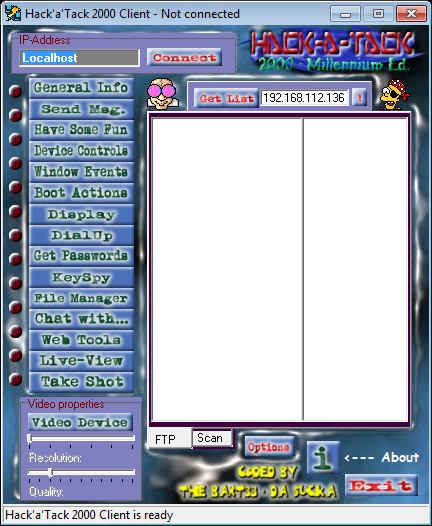 Hack'a'Tack 2000 Client - Not connected
IP-Address
Localhost
Connect
HACK-A-TACK
2000 - Millennium Ed.
General Info
Send Msg.
Have Some Fun
Device Controls
Window Events
Boot Actions
Display
DialUp
Get Passwords
KeySpy
File Manager
Chat with...
Web Tools
Live-View
Take Shot
Get List
192.168.112.136
!
Video properties
Video Device
Resolution:
Quality:
FTP
Scan
Options
i
<--- About
CODED BY
THE BART33 - DA SUCKA
Exit
Hack'a'Tack 2000 Client is ready